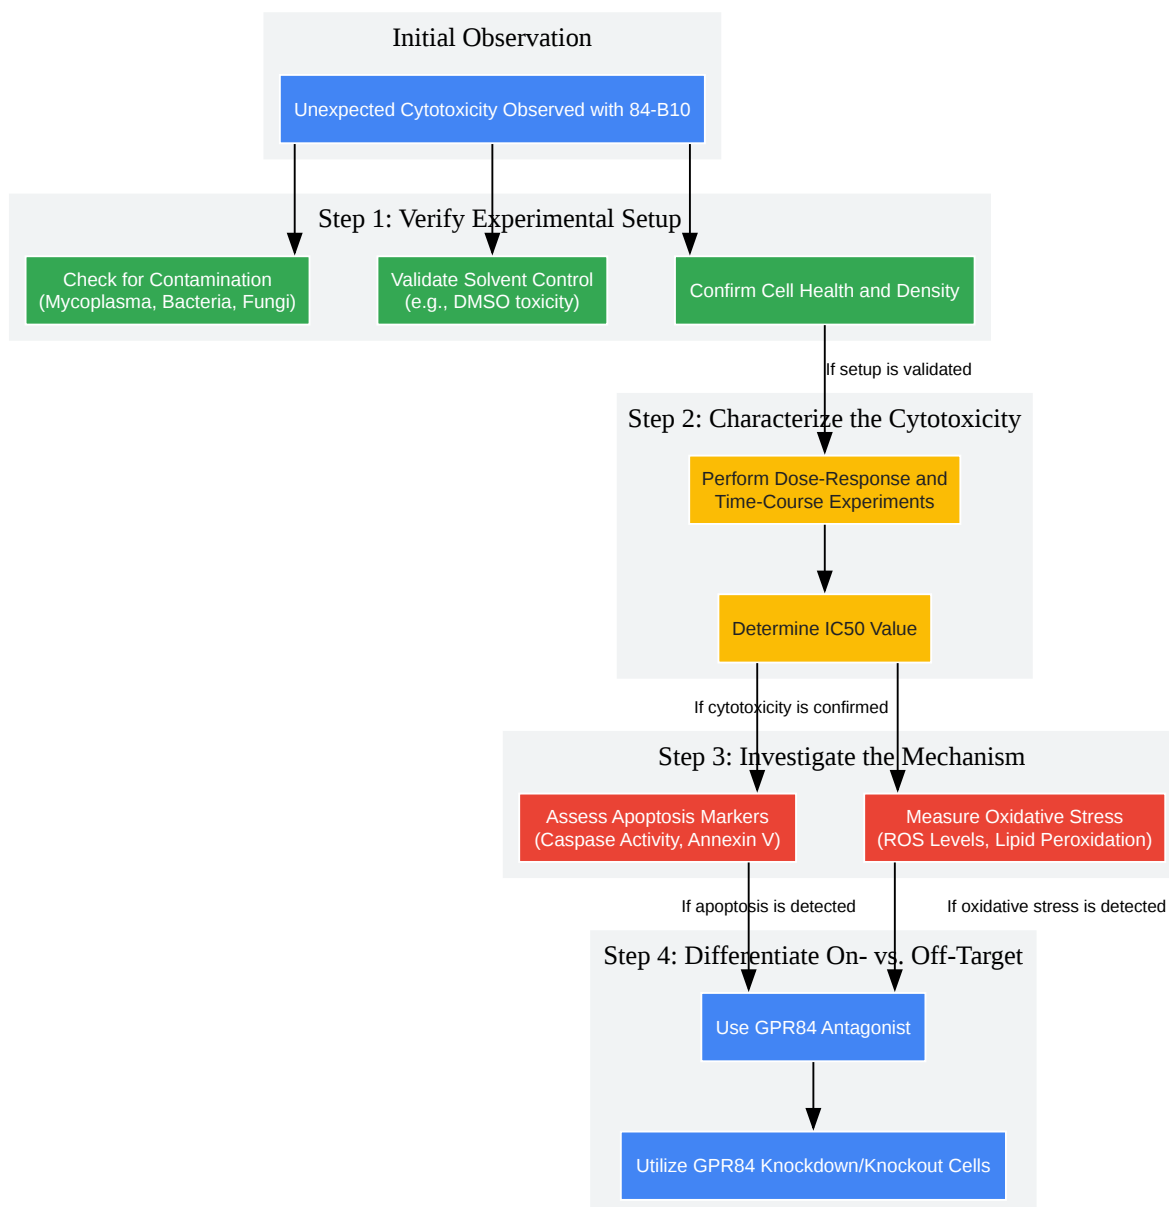 Initial Observation
Unexpected Cytotoxicity Observed with 84-B10
Step 1: Verify Experimental Setup
Check for Contamination
(Mycoplasma, Bacteria, Fungi)
Validate Solvent Control
(e.g., DMSO toxicity)
Confirm Cell Health and Density
If setup is validated
Step 2: Characterize the Cytotoxicity
Perform Dose-Response and
Time-Course Experiments
Determine IC50 Value
If cytotoxicity is confirmed
Step 3: Investigate the Mechanism
Assess Apoptosis Markers
(Caspase Activity, Annexin V)
Measure Oxidative Stress
(ROS Levels, Lipid Peroxidation)
If apoptosis is detected
If oxidative stress is detected
Step 4: Differentiate On- vs. Off-Target
Use GPR84 Antagonist
Utilize GPR84 Knockdown/Knockout Cells